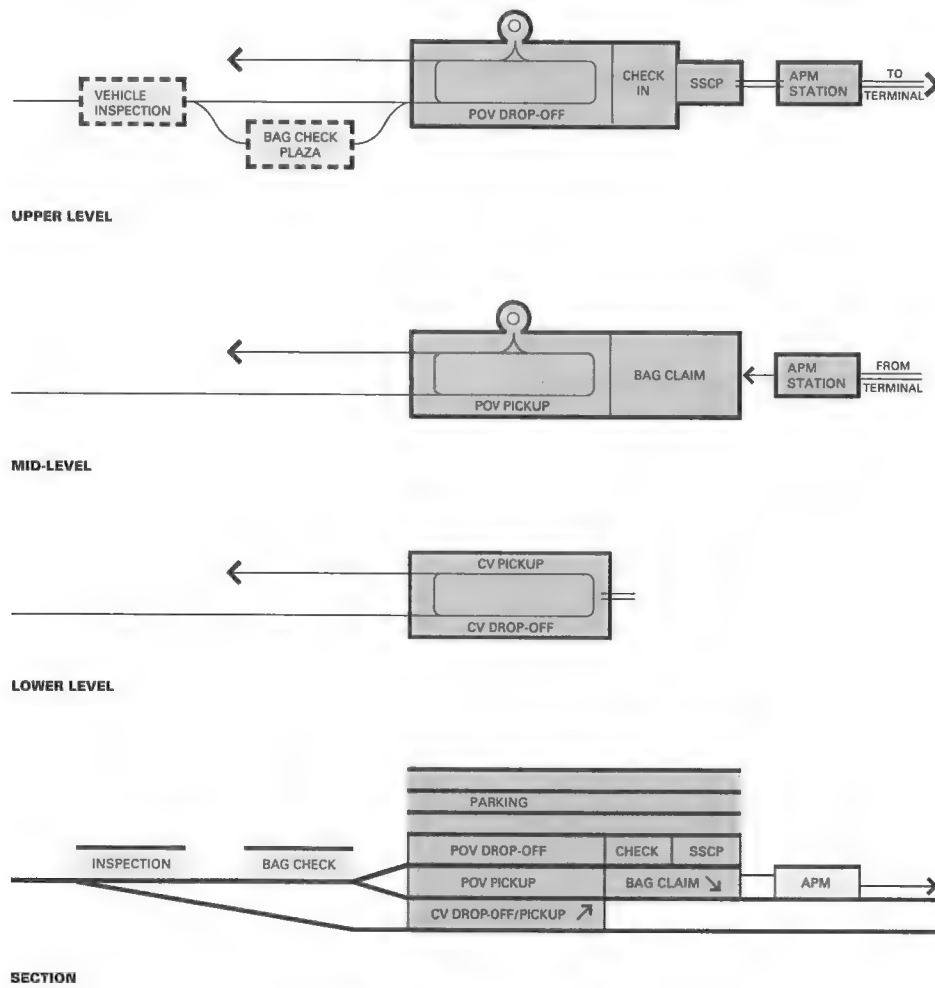 VEHICLE
INSPECTION
BAG CHECK
PLAZA
POV DROP-OFF
CHECK
IN
SSCP
APM
STATION
TO
TERMINAL
UPPER LEVEL
POV PICKUP
BAG CLAIM
APM
STATION
FROM
TERMINAL
MID-LEVEL
CV PICKUP
CV DROP-OFF
LOWER LEVEL
PARKING
INSPECTION
BAG CHECK
POV DROP-OFF
CHECK
SSCP
POV PICKUP
BAG CLAIM
APM
CV DROP-OFF/PICKUP
SECTION